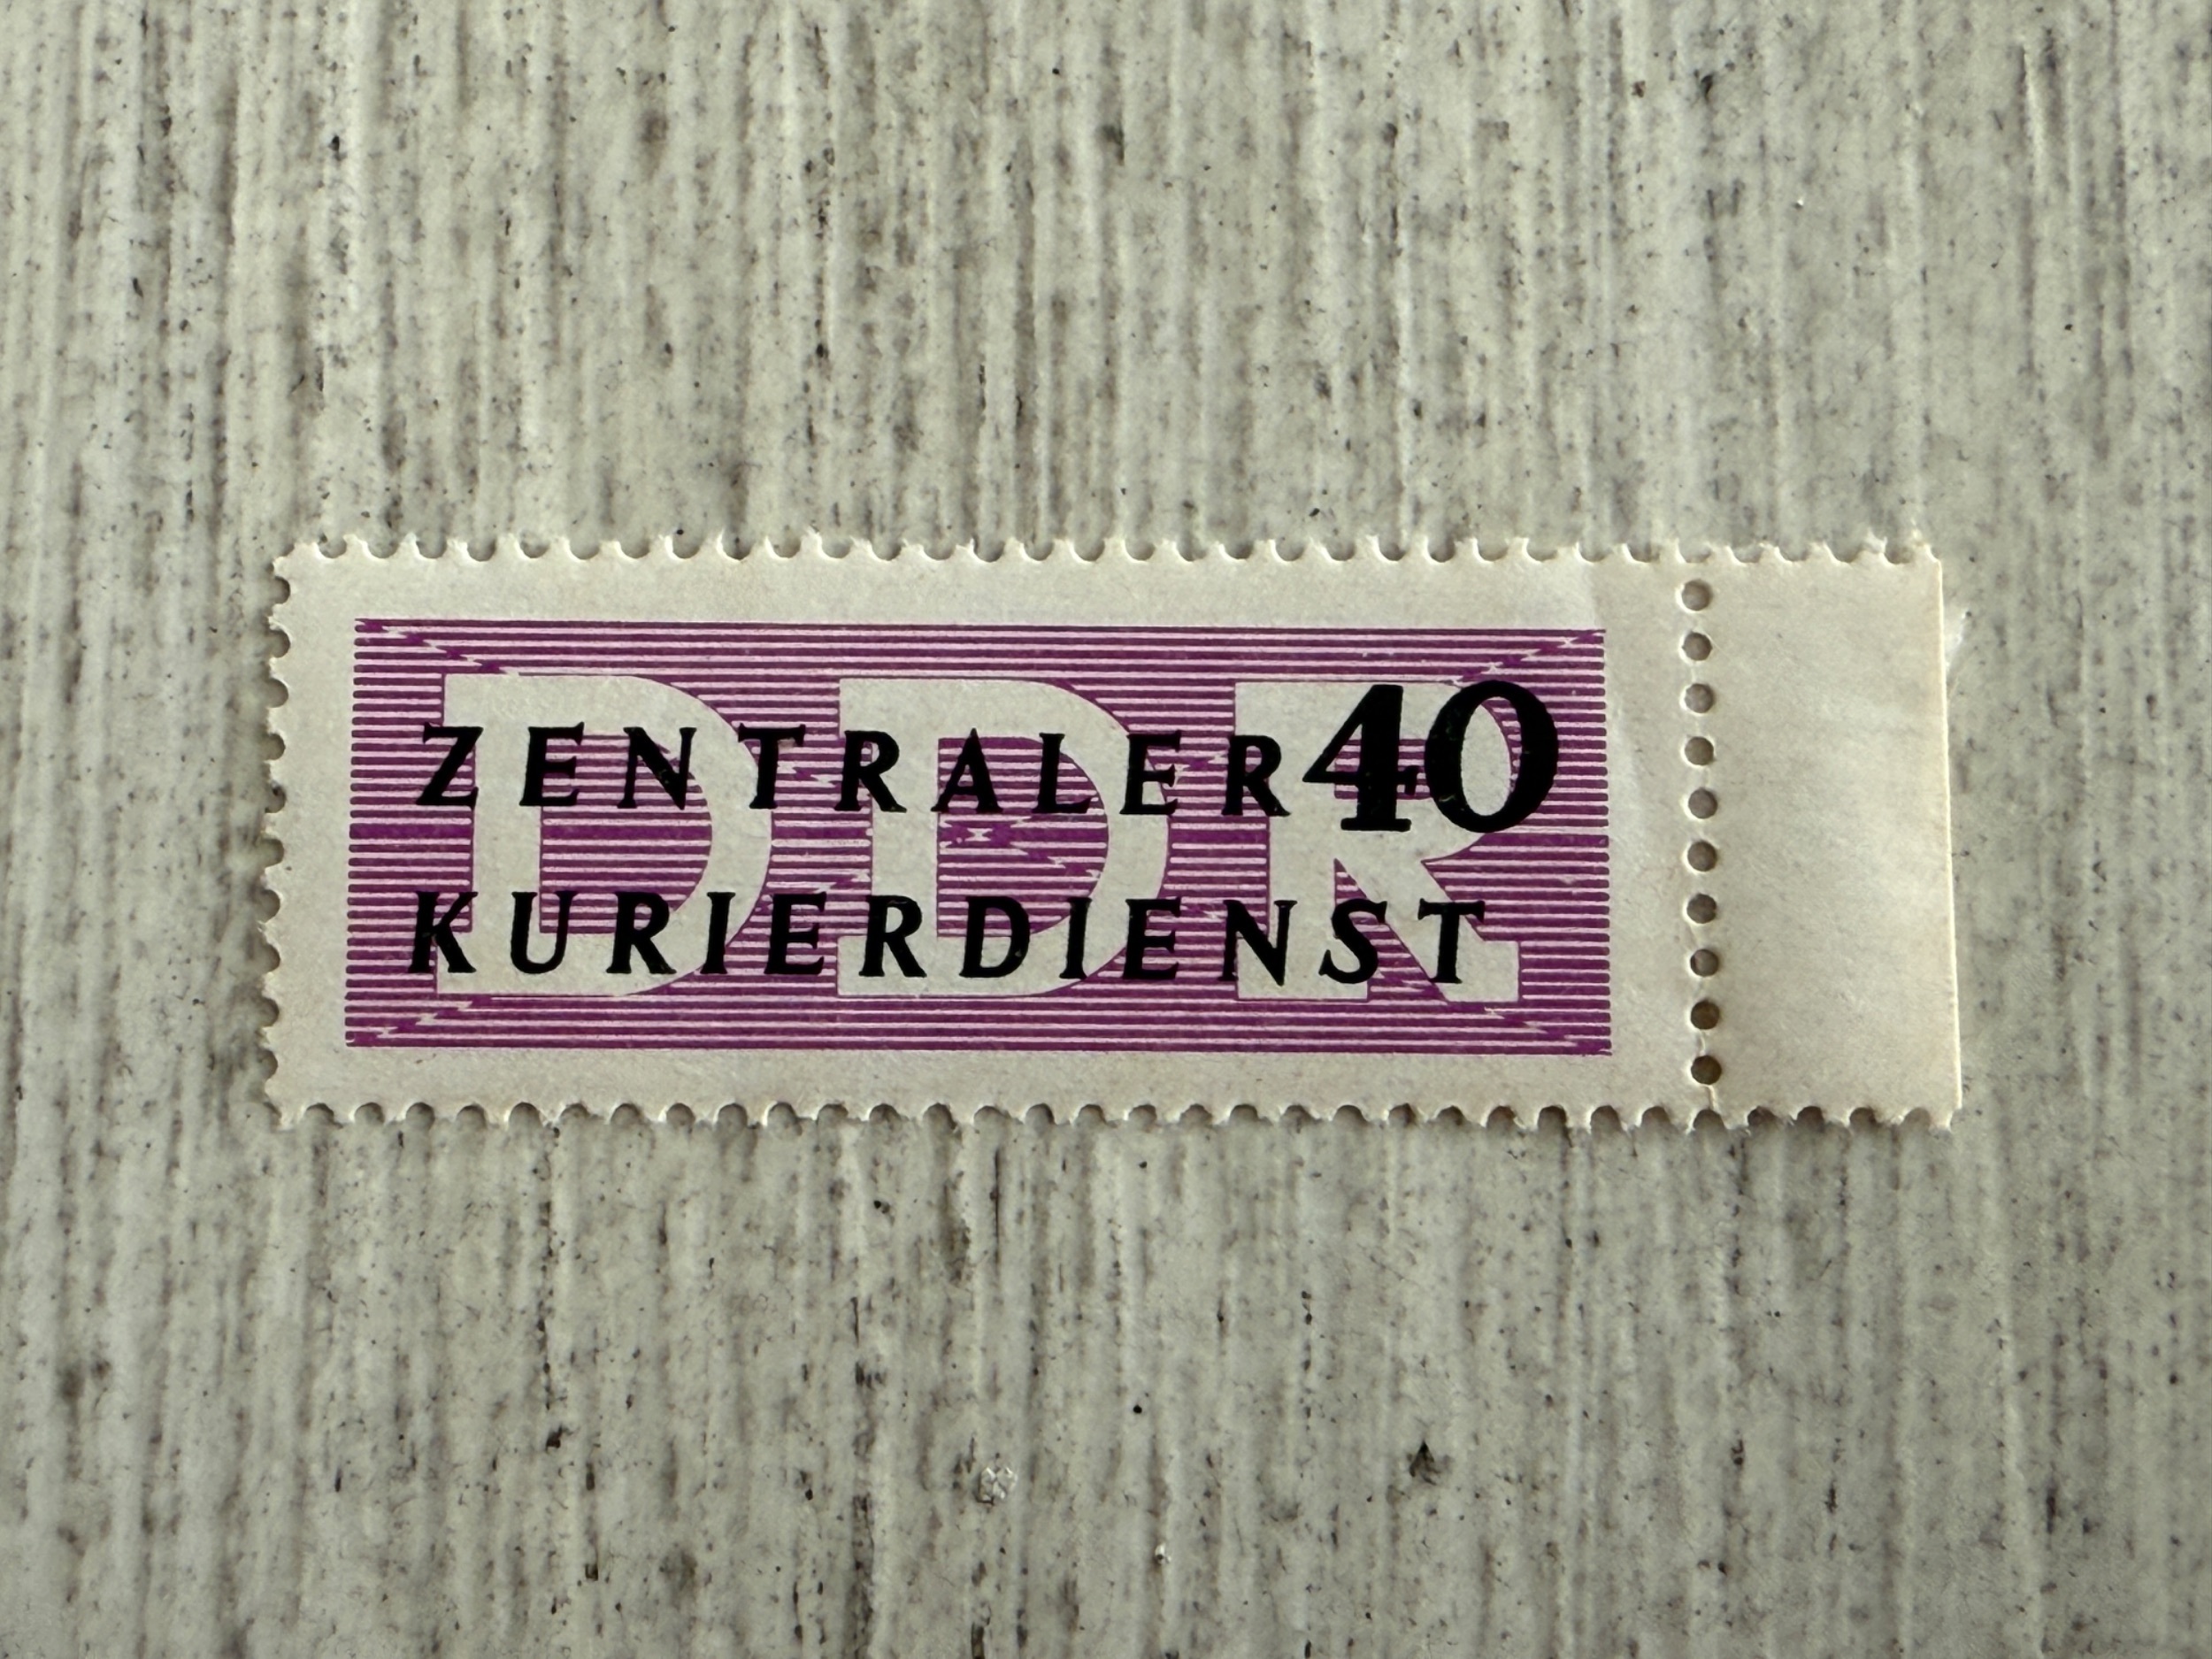 DDR
ZENTRALER 40
KURIERDIENST